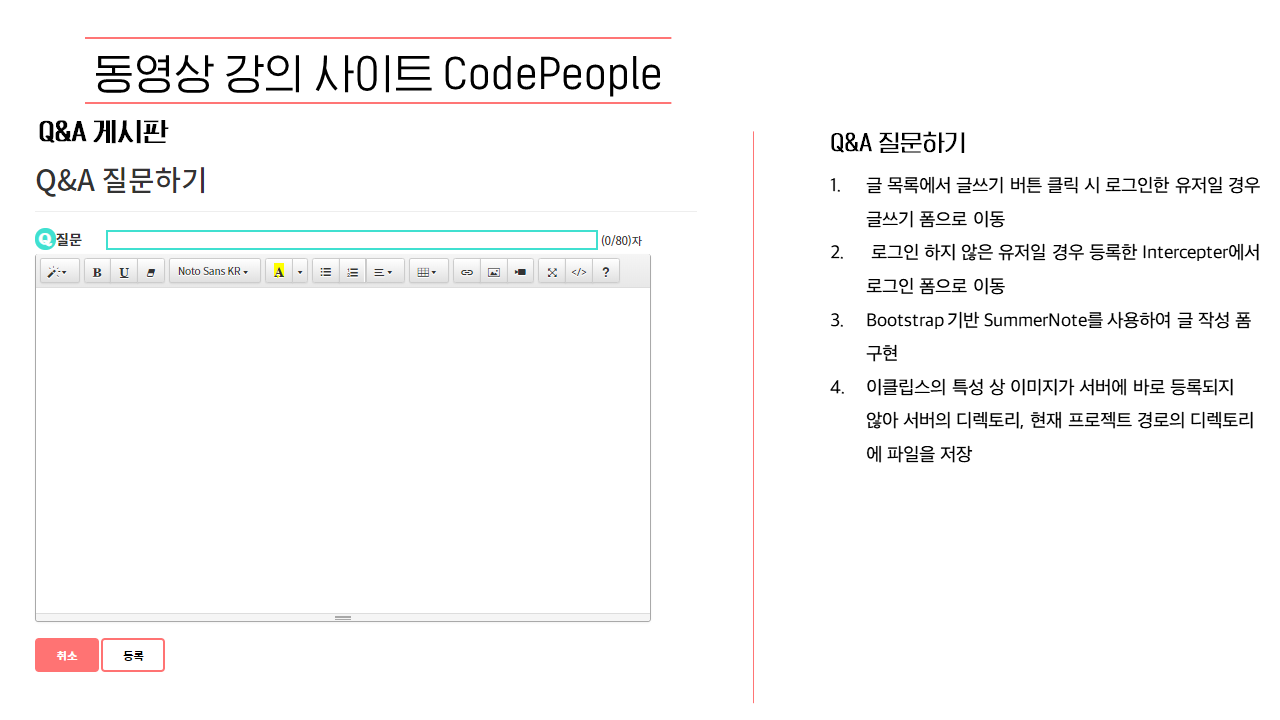 동영상 강의 사이트 CodePeople
Q&A 게시판
Q&A 질문하기
Q 질문 (0/80)자
B U Noto Sans KR A </> ?
취소 등록
Q&A 질문하기
1. 글 목록에서 글쓰기 버튼 클릭 시 로그인한 유저일 경우
글쓰기 폼으로 이동
2. 로그인 하지 않은 유저일 경우 등록한 Intercepter에서
로그인 폼으로 이동
3. Bootstrap 기반 SummerNote를 사용하여 글 작성 폼
구현
4. 이클립스의 특성 상 이미지가 서버에 바로 등록되지
않아 서버의 디렉토리, 현재 프로젝트 경로의 디렉토리
에 파일을 저장